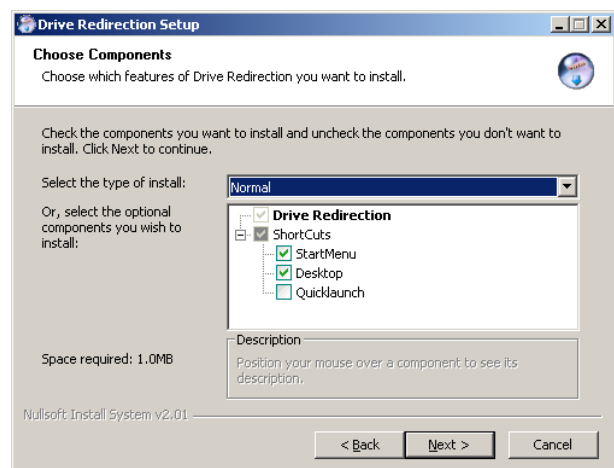 Drive Redirection Setup
Choose Components
Choose which features of Drive Redirection you want to install.
Check the components you want to install and uncheck the components you don't want to
install. Click Next to continue.
Select the type of install:
Normal
Or, select the optional
components you wish to
install:
Drive Redirection
ShortCuts
StartMenu
Desktop
Quicklaunch
Space required: 1.0MB
Description
Position your mouse over a component to see its
description.
Nullsoft Install System v2.01
< Back
Next >
Cancel